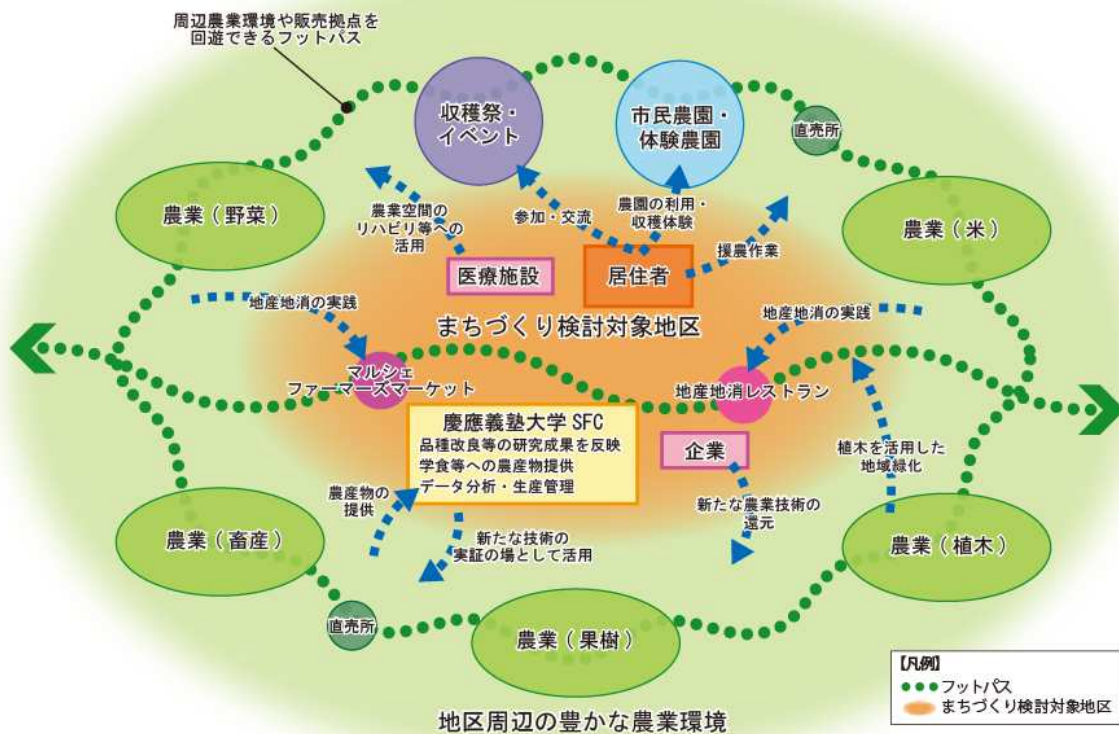 周辺農業環境や販売拠点を
回遊できるフットパス
収穫祭・
イベント
市民農園・
体験農園
直売所
農業(野菜)
農業空間の
リハビリ等への
活用
参加・交流
農園の利用・
収穫体験
援農作業
農業(米)
医療施設
居住者
地産地消の実践
まちづくり検討対象地区
地産地消の実践
マルシェ
ファーマーズマーケット
地産地消レストラン
慶應義塾大学 SFC
品種改良等の研究成果を反映
学食等への農産物提供
データ分析・生産管理
企業
植木を活用した
地域緑化
農産物の
提供
新たな農業技術の
還元
農業(畜産)
新たな技術の
実証の場として活用
農業(植木)
直売所
農業(果樹)
【凡例】
フットパス
まちづくり検討対象地区
地区周辺の豊かな農業環境